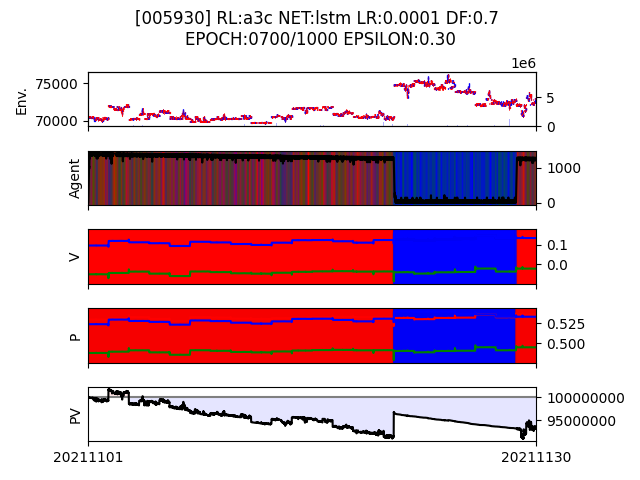 [005930] RL:a3c NET:lstm LR:0.0001 DF:0.7
EPOCH:0700/1000 EPSILON:0.30
1e6
Env.
75000
70000
5
0
Agent
1000
0
V
0.1
0.0
P
0.525
0.500
PV
100000000
95000000
20211101
20211130